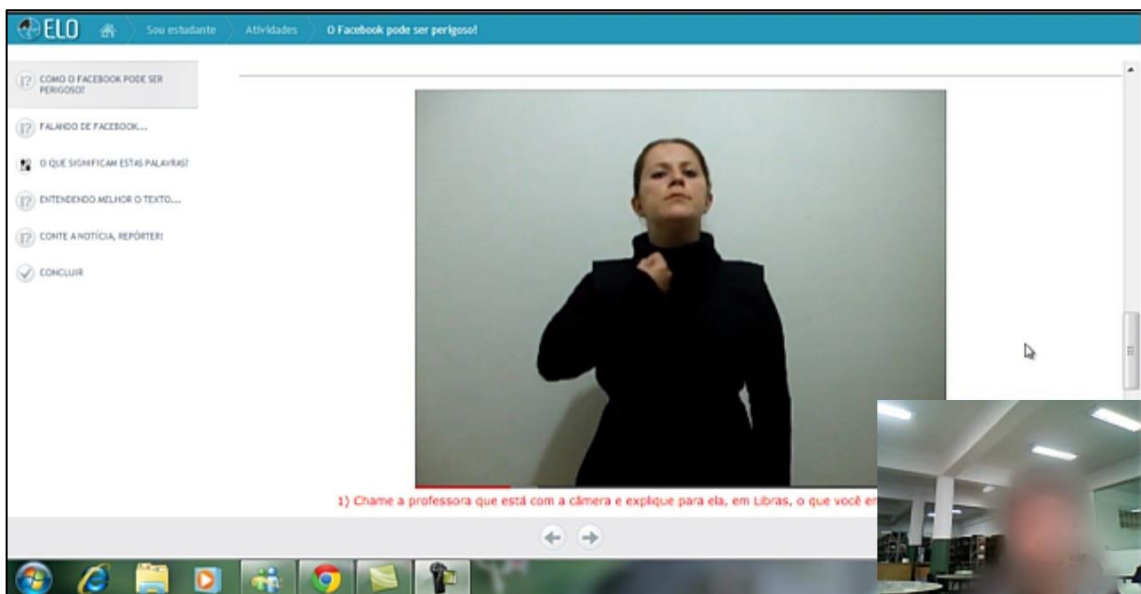 ELO
Sou estudante
Atividades
O Facebook pode ser perigoso!
COMO O FACEBOOK PODE SER
PERIGOSO?
FALANDO DE FACEBOOK...
O QUE SIGNIFICAM ESTAS PALAVRAS?
ENTENDENDO MELHOR O TEXTO...
CONTE A NOTÍCIA, REPÓRTER!
CONCLUIR
1) Chame a professora que está com a câmera e explique para ela, em Libras, o que você